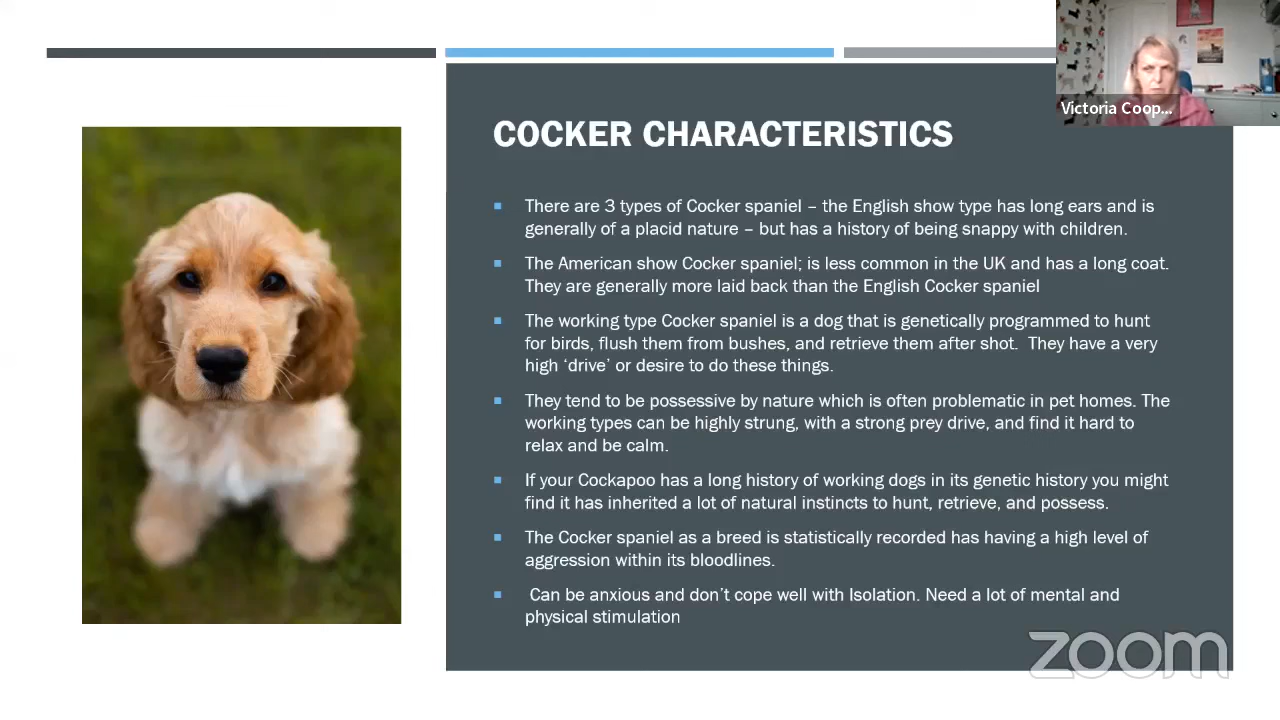 Victoria Coop...
COCKER CHARACTERISTICS
There are 3 types of Cocker spaniel – the English show type has long ears and is
generally of a placid nature – but has a history of being snappy with children.
The American show Cocker spaniel; is less common in the UK and has a long coat.
They are generally more laid back than the English Cocker spaniel
The working type Cocker spaniel is a dog that is genetically programmed to hunt
for birds, flush them from bushes, and retrieve them after shot.  They have a very
high ‘drive’ or desire to do these things.
They tend to be possessive by nature which is often problematic in pet homes. The
working types can be highly strung, with a strong prey drive, and find it hard to
relax and be calm.
If your Cockapoo has a long history of working dogs in its genetic history you might
find it has inherited a lot of natural instincts to hunt, retrieve, and possess.
The Cocker spaniel as a breed is statistically recorded has having a high level of
aggression within its bloodlines.
Can be anxious and don’t cope well with Isolation. Need a lot of mental and
physical stimulation
zoom